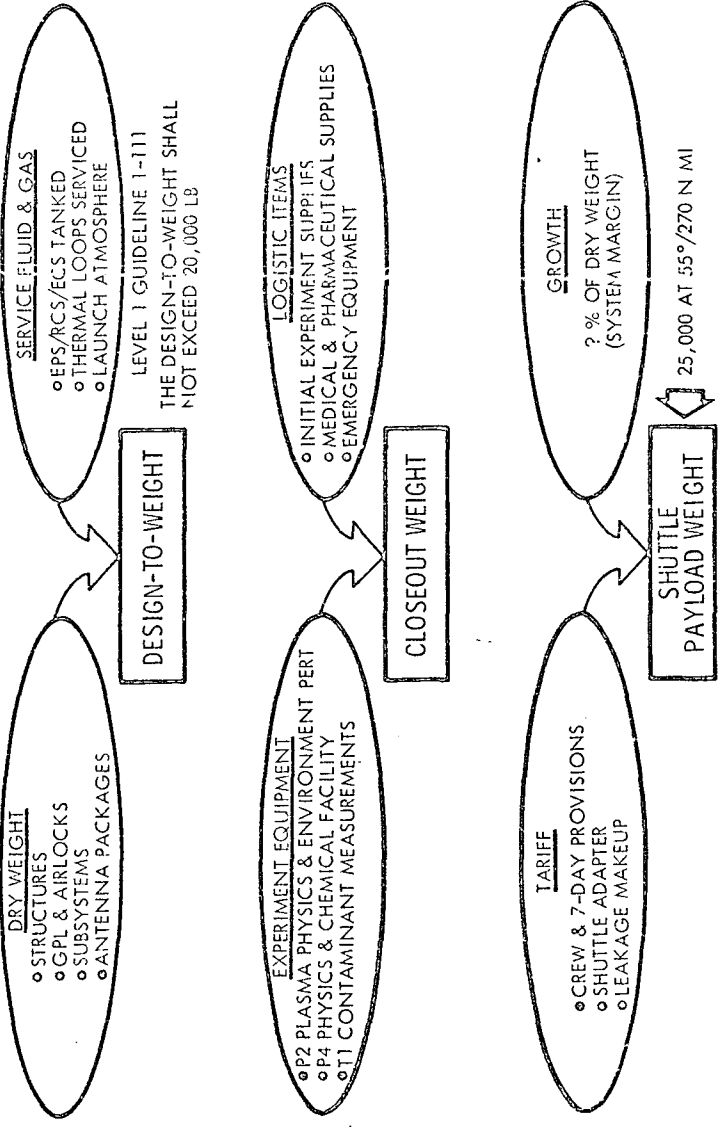 DRY WEIGHT
o STRUCTURES
o GPL & AIRLOCKS
o SUBSYSTEMS
o ANTENNA PACKAGES
SERVICE FLUID & GAS
o EPS/RCS/ECS TANKED
o THERMAL LOOPS SERVICED
o LAUNCH ATMOSPHERE
DESIGN-TO-WEIGHT
LEVEL 1 GUIDELINE 1-111
THE DESIGN-TO-WEIGHT SHALL
NOT EXCEED 20,000 LB
EXPERIMENT EQUIPMENT
o P2 PLASMA PHYSICS & ENVIRONMENT PERT
o P4 PHYSICS & CHEMICAL FACILITY
o T1 CONTAMINANT MEASUREMENTS
LOGISTIC ITEMS
o INITIAL EXPERIMENT SUPPLIES
o MEDICAL & PHARMACEUTICAL SUPPLIES
o EMERGENCY EQUIPMENT
CLOSEOUT WEIGHT
TARIFF
o CREW & 7-DAY PROVISIONS
o SHUTTLE ADAPTER
o LEAKAGE MAKEUP
GROWTH
? % OF DRY WEIGHT
(SYSTEM MARGIN)
SHUTTLE
PAYLOAD WEIGHT
25,000 AT 55°/270 N MI